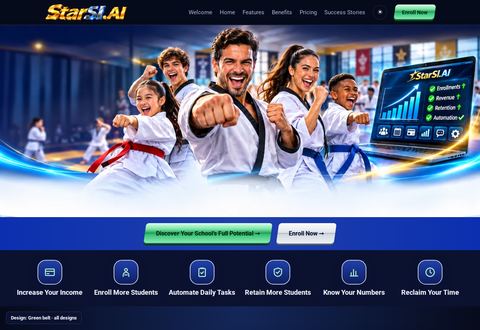 StarSI.AI
Welcome Home Features Benefits Pricing Success Stories
Enroll Now
StarSI.AI
Enrollments
Revenue
Retention
Automation
Discover Your School's Full Potential →
Enroll Now →
Increase Your Income
Enroll More Students
Automate Daily Tasks
Retain More Students
Know Your Numbers
Reclaim Your Time
Design: Green belt - all designs